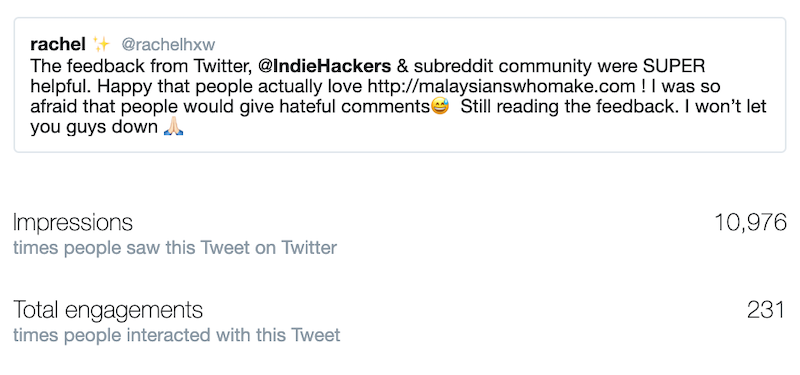 rachel ✨ @rachelhxw
The feedback from Twitter, @IndieHackers & subreddit community were SUPER
helpful. Happy that people actually love http://malaysianswhomake.com ! I was so
afraid that people would give hateful comments😅 Still reading the feedback. I won’t let
you guys down 🙏🏻
Impressions 10,976
times people saw this Tweet on Twitter
Total engagements 231
times people interacted with this Tweet